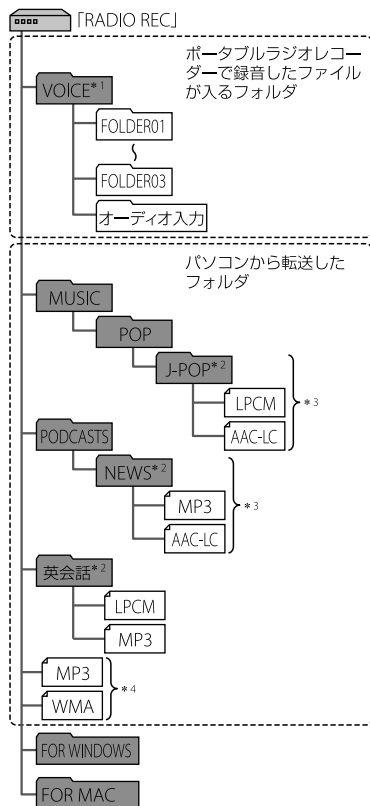 「RADIO REC」
ポータブルラジオレコー
ダーで録音したファイル
が入るフォルダ
VOICE*1
FOLDER01
〜
FOLDER03
オーディオ入力
パソコンから転送した
フォルダ
MUSIC
POP
J-POP*2
LPCM
AAC-LC
*3
PODCASTS
NEWS*2
MP3
AAC-LC
*3
英会話*2
LPCM
MP3
MP3
WMA
*4
FOR WINDOWS
FOR MAC